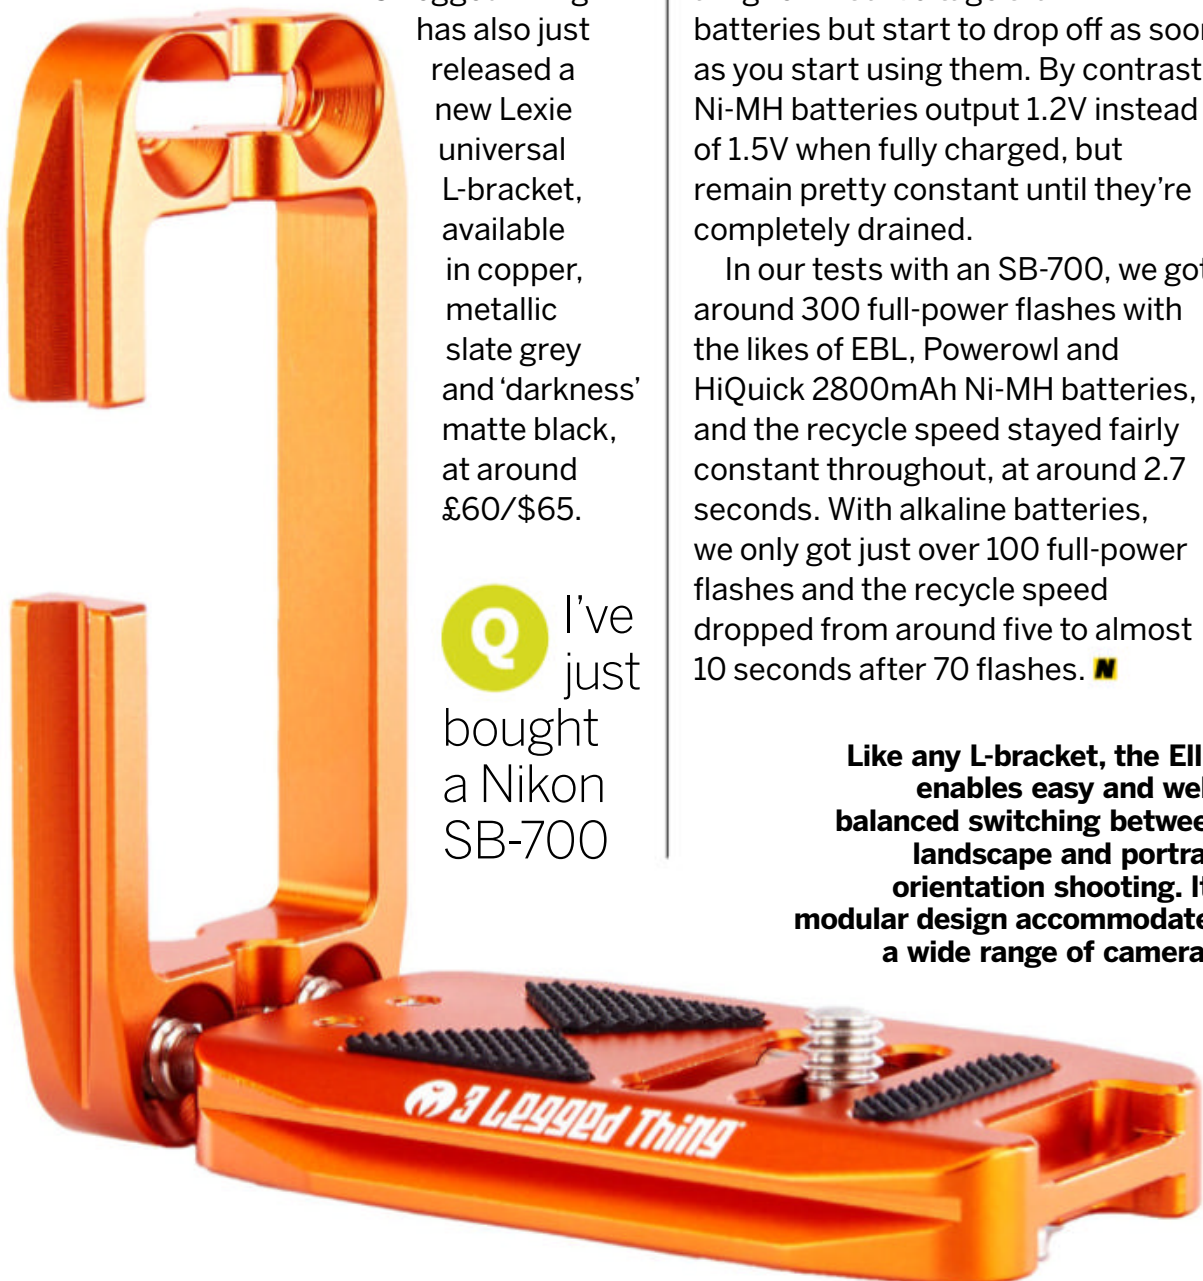 has also just
released a
new Lexie
universal
L-bracket,
available
in copper,
metallic
slate grey
and ‘darkness’
matte black,
at around
£60/$65.
Q I’ve
just
bought
a Nikon
SB-700
batteries but start to drop off as soon
as you start using them. By contrast
Ni-MH batteries output 1.2V instead
of 1.5V when fully charged, but
remain pretty constant until they’re
completely drained.
In our tests with an SB-700, we got
around 300 full-power flashes with
the likes of EBL, Powerowl and
HiQuick 2800mAh Ni-MH batteries,
and the recycle speed stayed fairly
constant throughout, at around 2.7
seconds. With alkaline batteries,
we only got just over 100 full-power
flashes and the recycle speed
dropped from around five to almost
10 seconds after 70 flashes. N
Like any L-bracket, the
enables easy and
balanced switching
landscape and
orientation shooting.
modular design
a wide range of
3 Legged Thing